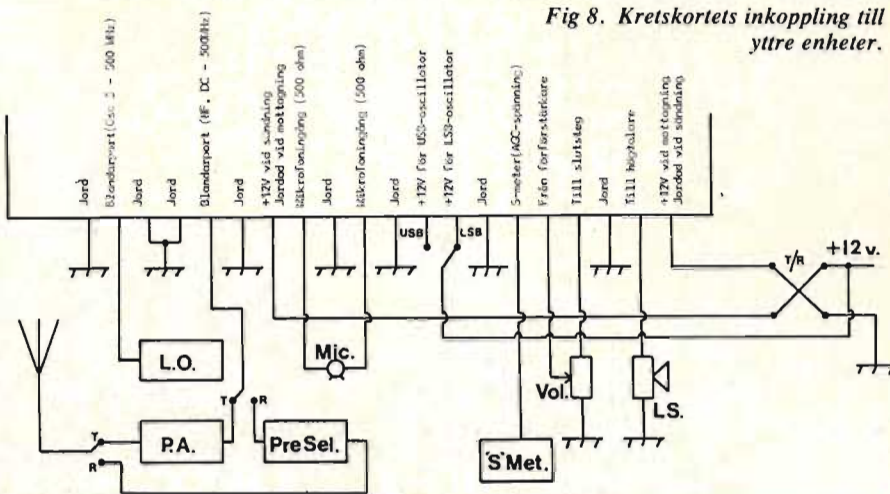 Fig 8. Kretskortets inkoppling till
yttre enheter.
Jord
Blandarport(Osc 5 - 500 MHz)
Jord
Jord
Blandarport (HF, DC - 500MHz)
Jord
+12V vid sändning
Jordad vid mottagning
Mikrofoningång (500 ohm)
Jord
Mikrofoningång (500 ohm)
Jord
+12V för USB-oscillator
+12V för LSB-oscillator
Jord
S-meter(AGC-spänning)
Från förförstärkare
Till slutsteg
Jord
Till högtalare
+12V vid mottagning
Jordad vid sändning
USB
LSB
T/R
+12 v.
L.O.
Mic.
T
R
Vol.
LS.
T
R
P.A.
PreSel.
'S'Met.